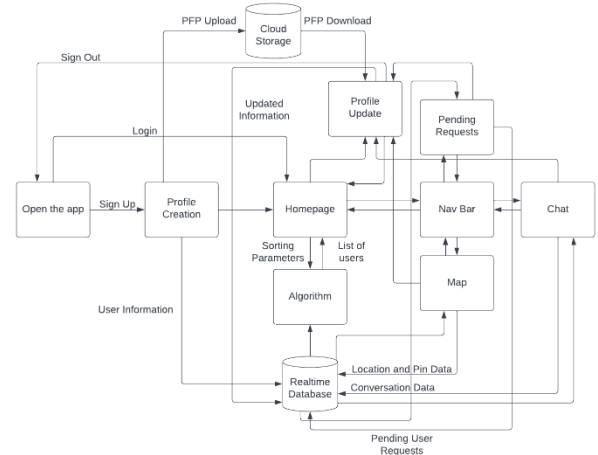 PFP Upload
Cloud
Storage
PFP Download
Sign Out
Updated
Information
Profile
Update
Pending
Requests
Login
Open the app
Sign Up
Profile
Creation
Homepage
Nav Bar
Chat
Sorting
Parameters
List of
users
Algorithm
Map
User Information
Realtime
Database
Location and Pin Data
Conversation Data
Pending User
Requests